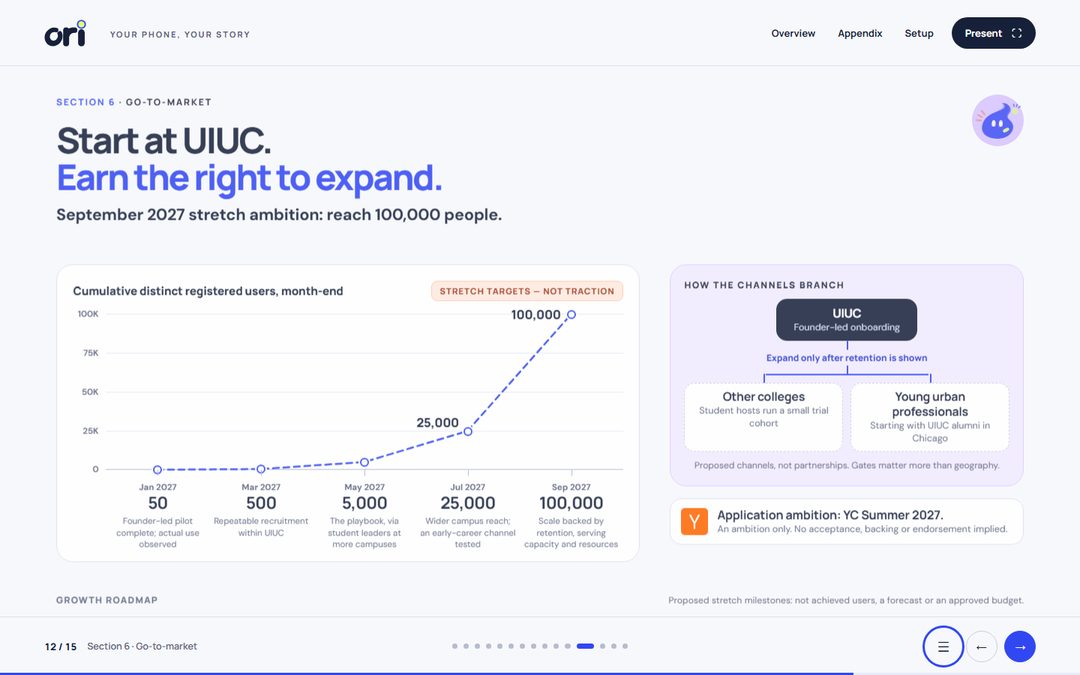 ori
YOUR PHONE, YOUR STORY
Overview
Appendix
Setup
Present
SECTION 6 · GO-TO-MARKET
Start at UIUC.
Earn the right to expand.
September 2027 stretch ambition: reach 100,000 people.
Cumulative distinct registered users, month-end
STRETCH TARGETS — NOT TRACTION
100K
75K
50K
25K
0
100,000
25,000
Jan 2027
50
Founder-led pilot
complete; actual use
observed
Mar 2027
500
Repeatable recruitment
within UIUC
May 2027
5,000
The playbook, via
student leaders at
more campuses
Jul 2027
25,000
Wider campus reach;
an early-career channel
tested
Sep 2027
100,000
Scale backed by
retention, serving
capacity and resources
HOW THE CHANNELS BRANCH
UIUC
Founder-led onboarding
Expand only after retention is shown
Other colleges
Student hosts run a small trial
cohort
Young urban
professionals
Starting with UIUC alumni in
Chicago
Proposed channels, not partnerships. Gates matter more than geography.
Y
Application ambition: YC Summer 2027.
An ambition only. No acceptance, backing or endorsement implied.
GROWTH ROADMAP
Proposed stretch milestones: not achieved users, a forecast or an approved budget.
12 / 15
Section 6 · Go-to-market